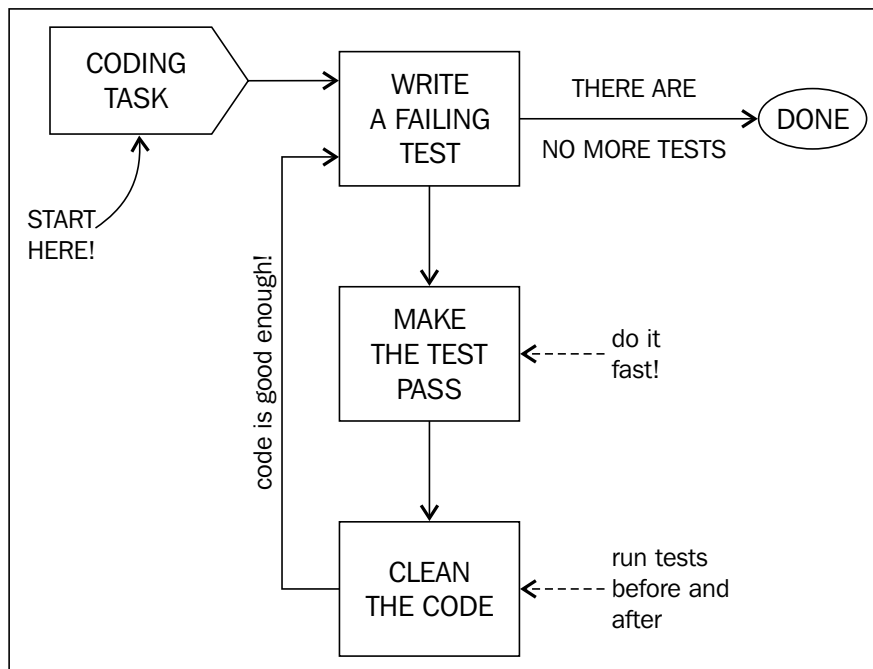 CODING
TASK
START
HERE!
WRITE
A FAILING
TEST
THERE ARE
NO MORE TESTS
DONE
code is good enough!
MAKE
THE TEST
PASS
do it
fast!
CLEAN
THE CODE
run tests
before and
after